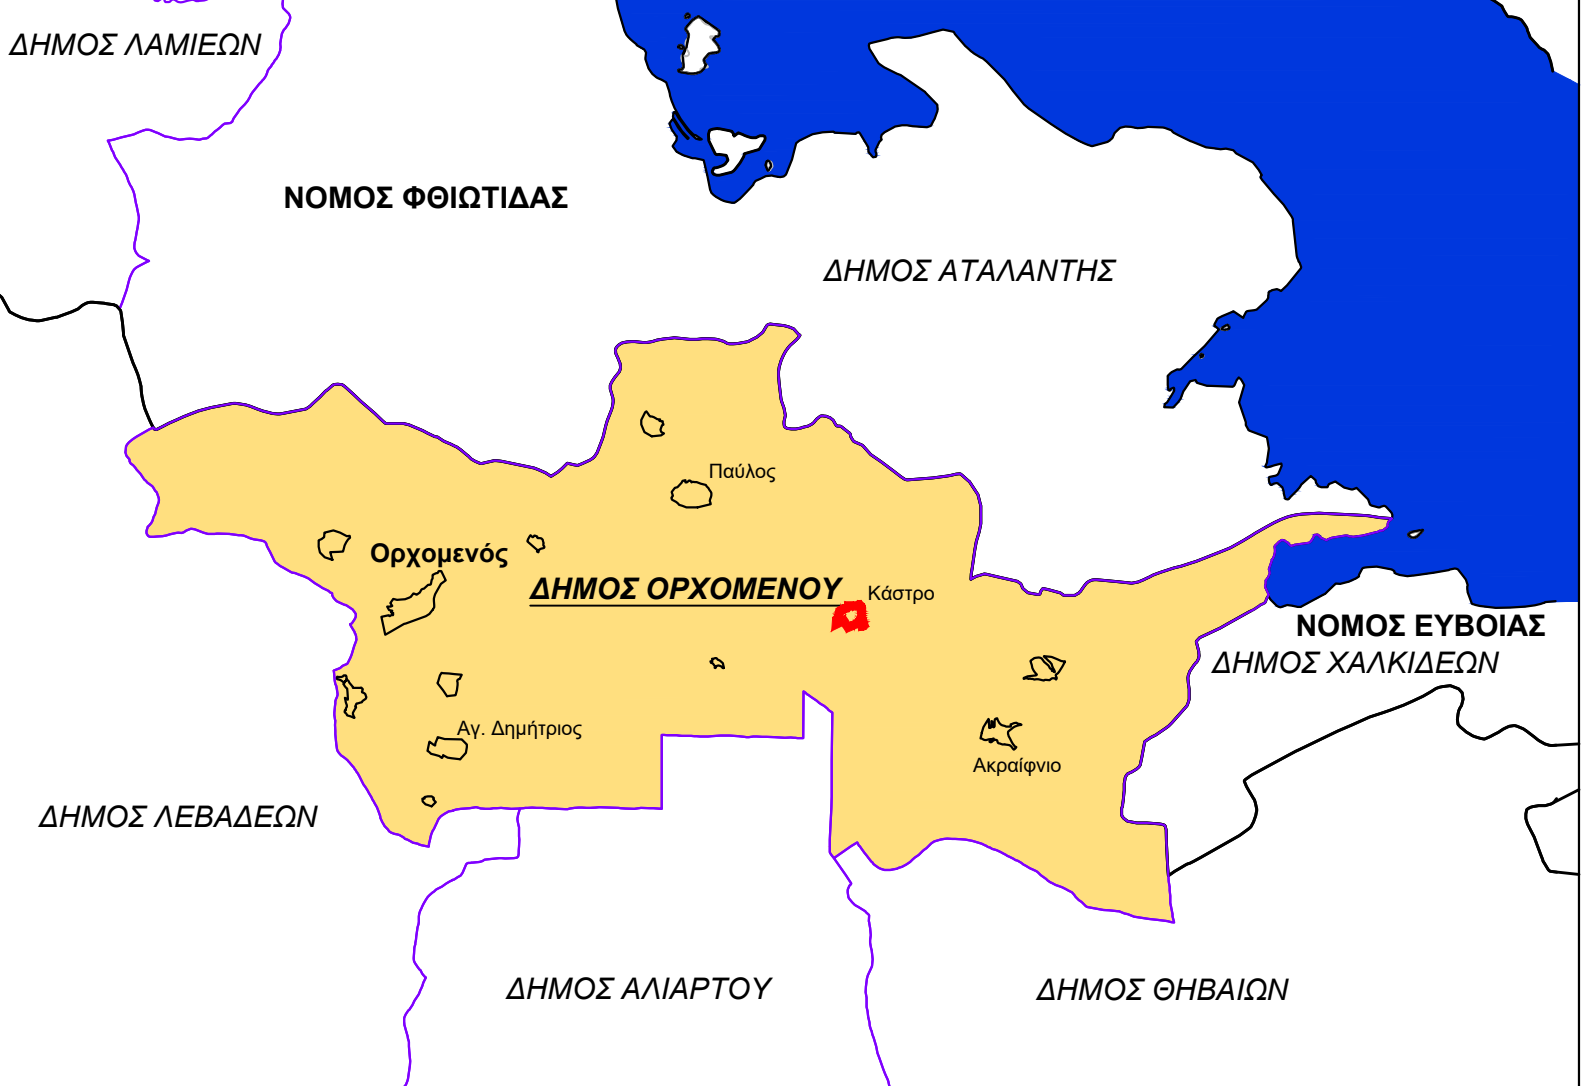 ΔΗΜΟΣ ΛΑΜΙΕΩΝ
ΝΟΜΟΣ ΦΘΙΩΤΙΔΑΣ
ΔΗΜΟΣ ΑΤΑΛΑΝΤΗΣ
Παύλος
Ορχομενός
ΔΗΜΟΣ ΟΡΧΟΜΕΝΟΥ
Κάστρο
ΝΟΜΟΣ ΕΥΒΟΙΑΣ
ΔΗΜΟΣ ΧΑΛΚΙΔΕΩΝ
Αγ. Δημήτριος
Ακραίφνιο
ΔΗΜΟΣ ΛΕΒΑΔΕΩΝ
ΔΗΜΟΣ ΑΛΙΑΡΤΟΥ
ΔΗΜΟΣ ΘΗΒΑΙΩΝ